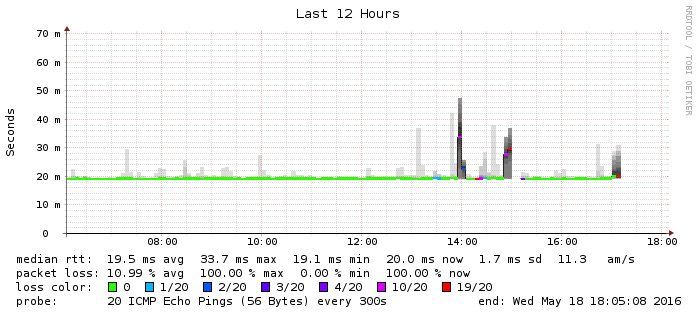 Last 12 Hours
RRDTOOL / TOBI OETIKER
70 m
60 m
50 m
40 m
30 m
20 m
10 m
0
Seconds
08:00 10:00 12:00 14:00 16:00 18:00
median rtt: 19.5 ms avg 33.7 ms max 19.1 ms min 20.0 ms now 1.7 ms sd 11.3 am/s
packet loss: 10.99 % avg 100.00 % max 0.00 % min 100.00 % now
loss color: 0 1/20 2/20 3/20 4/20 10/20 19/20
probe: 20 ICMP Echo Pings (56 Bytes) every 300s end: Wed May 18 18:05:08 2016